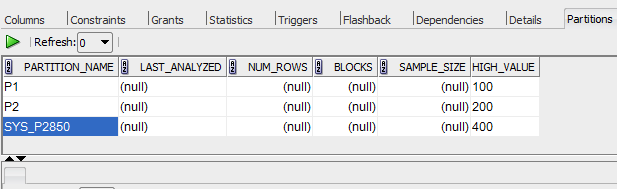 Columns Constraints Grants Statistics Triggers Flashback Dependencies Details Partitions
Refresh: 0
PARTITION_NAME LAST_ANALYZED NUM_ROWS BLOCKS SAMPLE_SIZE HIGH_VALUE
P1 (null) (null) (null) (null) 100
P2 (null) (null) (null) (null) 200
SYS_P2850 (null) (null) (null) (null) 400